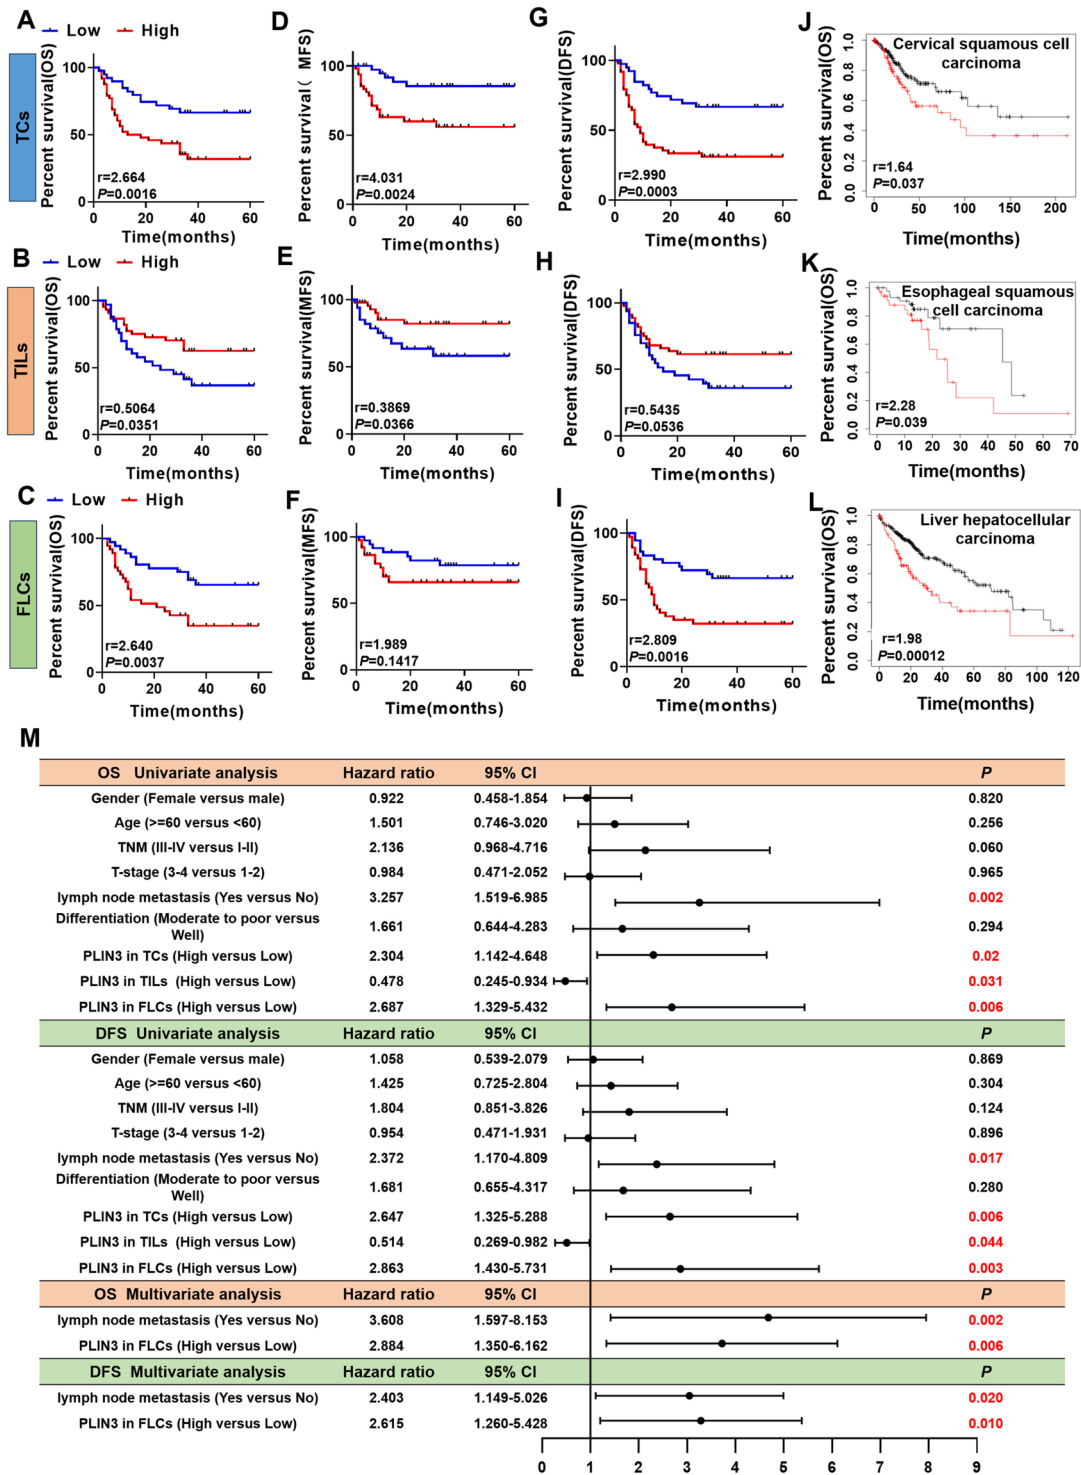 A
Low High
TCs
Percent survival(OS)
100
50
0
r=2.664
P=0.0016
0 20 40 60
Time(months)
D
Percent survival ( MFS)
100
50
0
r=4.031
P=0.0024
0 20 40 60
Time(months)
G
Percent survival(DFS)
100
50
0
r=2.990
P=0.0003
0 20 40 60
Time(months)
J
Cervical squamous cell
carcinoma
Percent survival(OS)
1.0
0.8
0.6
0.4
0.2
0.0
r=1.64
P=0.037
0 50 100 150 200
Time(months)
B
Low High
TILs
Percent survival(OS)
100
50
0
r=0.5064
P=0.0351
0 20 40 60
Time(months)
E
Percent survival(MFS)
100
50
0
r=0.3869
P=0.0366
0 20 40 60
Time(months)
H
Percent survival(DFS)
100
50
0
r=0.5435
P=0.0536
0 20 40 60
Time(months)
K
Esophageal squamous
cell carcinoma
Percent survival(OS)
1.0
0.8
0.6
0.4
0.2
0.0
r=2.28
P=0.039
0 10 20 30 40 50 60 70
Time(months)
C
Low High
FLCs
Percent survival(OS)
100
50
0
r=2.640
P=0.0037
0 20 40 60
Time(months)
F
Percent survival(MFS)
100
50
0
r=1.989
P=0.1417
0 20 40 60
Time(months)
I
Percent survival(DFS)
100
50
0
r=2.809
P=0.0016
0 20 40 60
Time(months)
L
Liver hepatocellular
carcinoma
Percent survival(OS)
1.0
0.8
0.6
0.4
0.2
0.0
r=1.98
P=0.00012
0 20 40 60 80 100 120
Time(months)
M
OS Univariate analysis Hazard ratio 95% CI P
Gender (Female versus male) 0.922 0.458-1.854 0.820
Age (>=60 versus <60) 1.501 0.746-3.020 0.256
TNM (III-IV versus I-II) 2.136 0.968-4.716 0.060
T-stage (3-4 versus 1-2) 0.984 0.471-2.052 0.965
lymph node metastasis (Yes versus No) 3.257 1.519-6.985 0.002
Differentiation (Moderate to poor versus
Well) 1.661 0.644-4.283 0.294
PLIN3 in TCs (High versus Low) 2.304 1.142-4.648 0.02
PLIN3 in TILs (High versus Low) 0.478 0.245-0.934 0.031
PLIN3 in FLCs (High versus Low) 2.687 1.329-5.432 0.006
DFS Univariate analysis Hazard ratio 95% CI P
Gender (Female versus male) 1.058 0.539-2.079 0.869
Age (>=60 versus <60) 1.425 0.725-2.804 0.304
TNM (III-IV versus I-II) 1.804 0.851-3.826 0.124
T-stage (3-4 versus 1-2) 0.954 0.471-1.931 0.896
lymph node metastasis (Yes versus No) 2.372 1.170-4.809 0.017
Differentiation (Moderate to poor versus
Well) 1.681 0.655-4.317 0.280
PLIN3 in TCs (High versus Low) 2.647 1.325-5.288 0.006
PLIN3 in TILs (High versus Low) 0.514 0.269-0.982 0.044
PLIN3 in FLCs (High versus Low) 2.863 1.430-5.731 0.003
OS Multivariate analysis Hazard ratio 95% CI P
lymph node metastasis (Yes versus No) 3.608 1.597-8.153 0.002
PLIN3 in FLCs (High versus Low) 2.884 1.350-6.162 0.006
DFS Multivariate analysis Hazard ratio 95% CI P
lymph node metastasis (Yes versus No) 2.403 1.149-5.026 0.020
PLIN3 in FLCs (High versus Low) 2.615 1.260-5.428 0.010
0 1 2 3 4 5 6 7 8 9